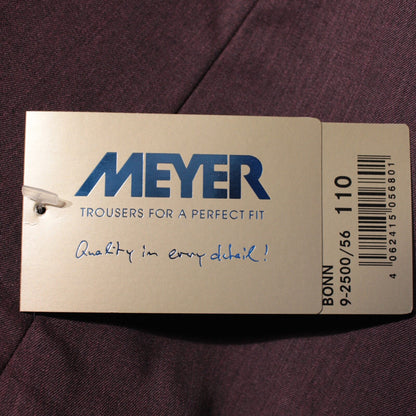 MEYER
TROUSERS FOR A PERFECT FIT
Quality in every detail!
BONN
9-2500/56 110
4 062415 056801